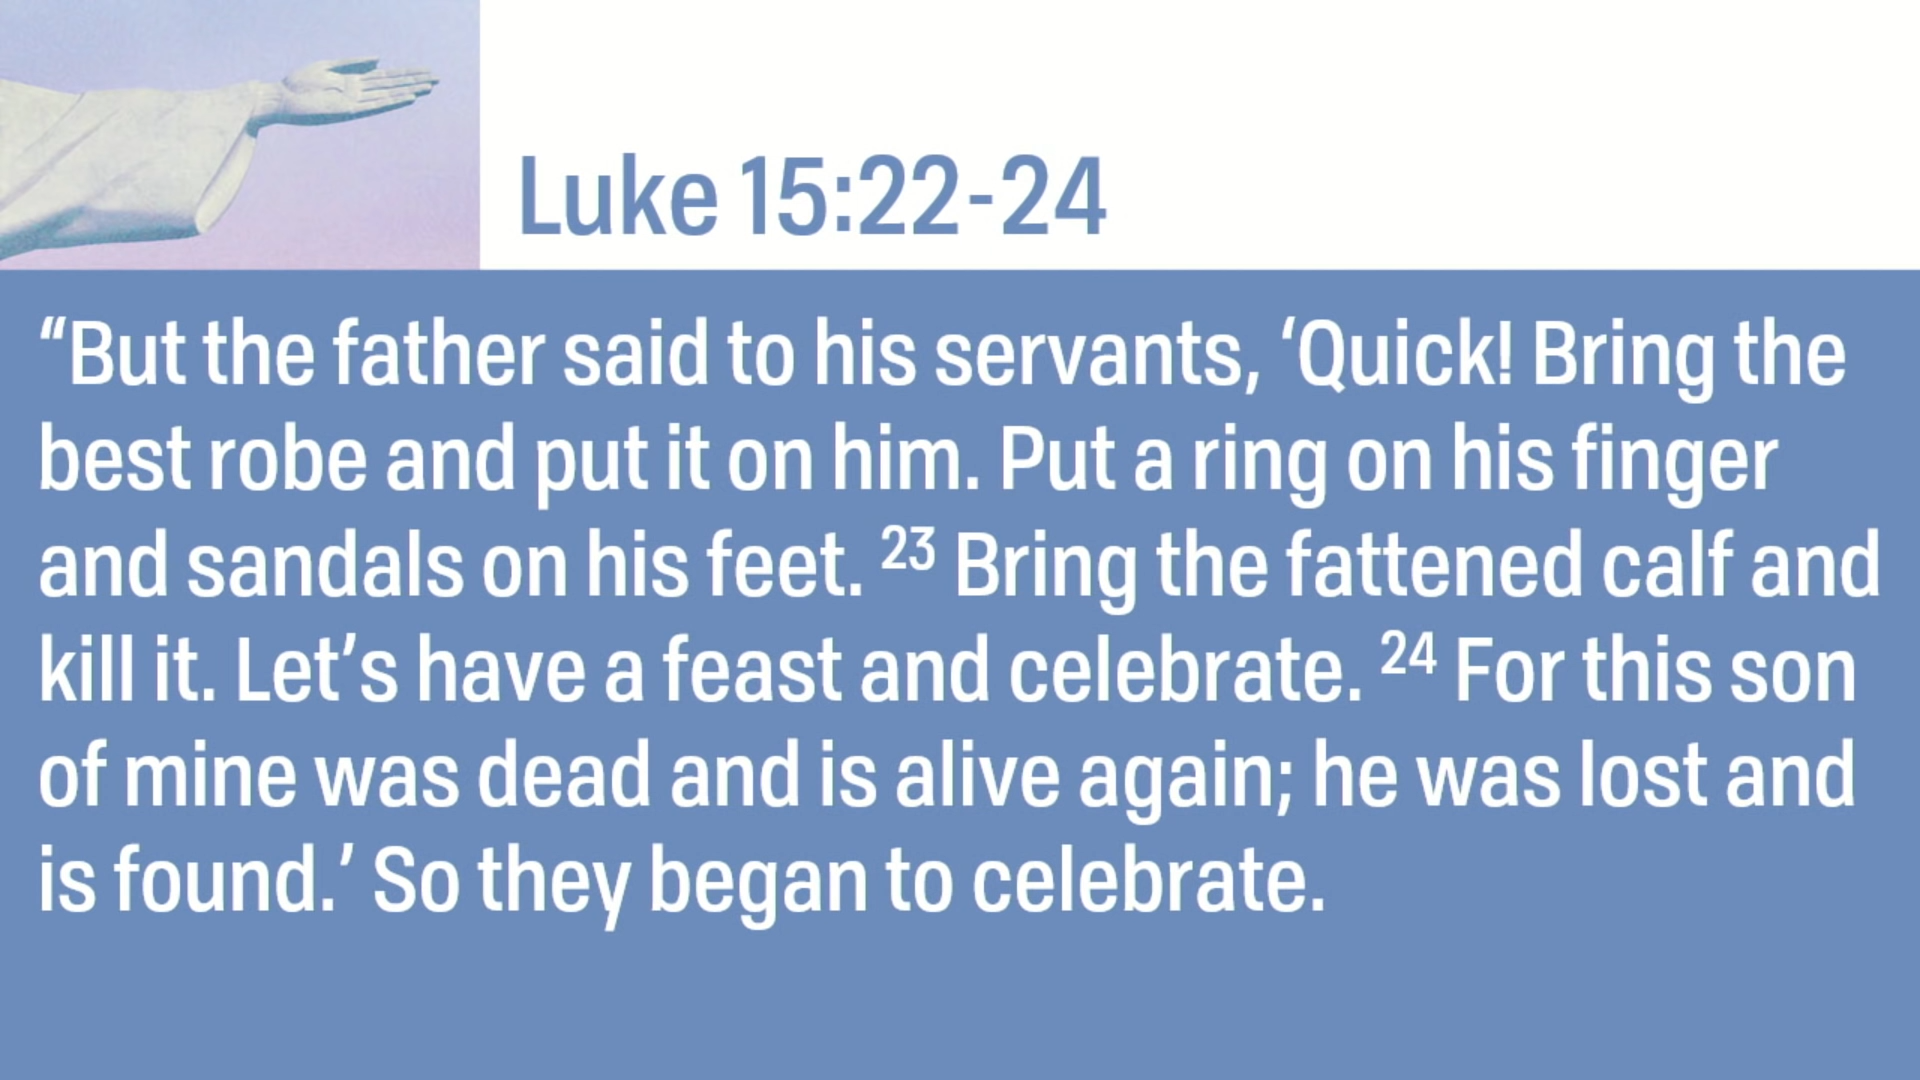 Luke 15:22-24
“But the father said to his servants, ‘Quick! Bring the
best robe and put it on him. Put a ring on his finger
and sandals on his feet. 23 Bring the fattened calf and
kill it. Let’s have a feast and celebrate. 24 For this son
of mine was dead and is alive again; he was lost and
is found.’ So they began to celebrate.